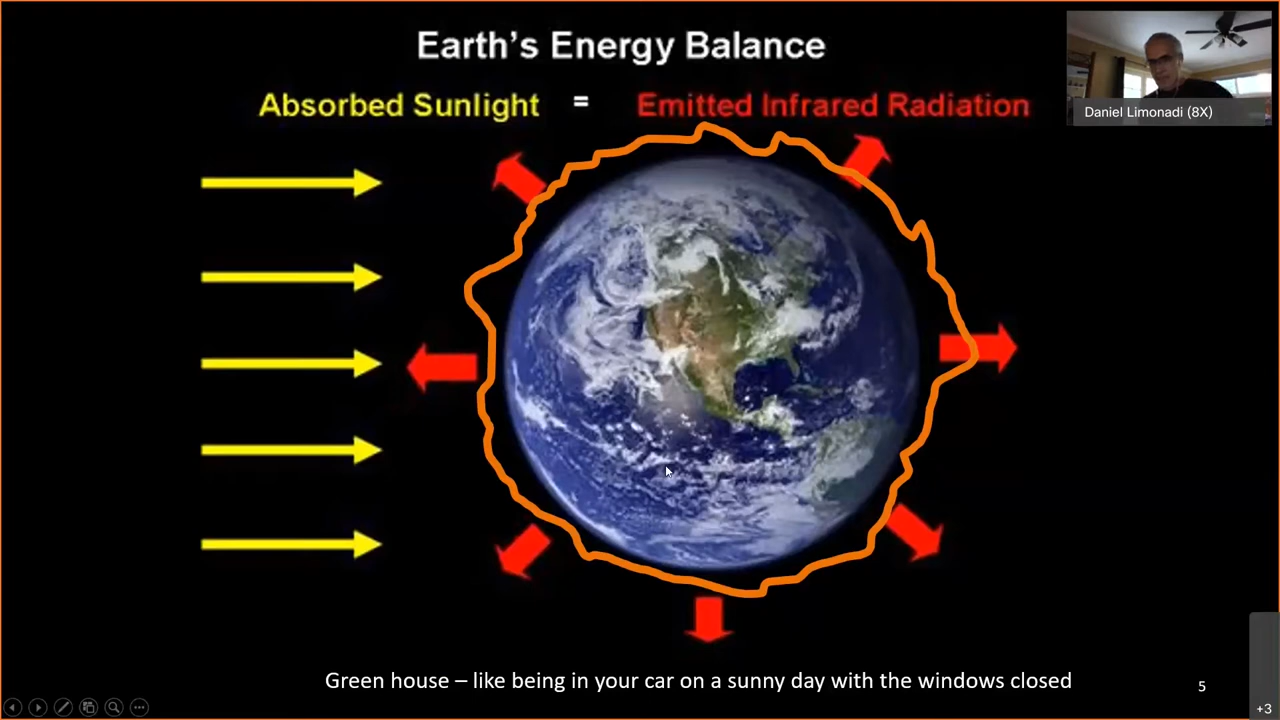 Earth's Energy Balance
Absorbed Sunlight = Emitted Infrared Radiation
Daniel Limonadi (8X)
Green house – like being in your car on a sunny day with the windows closed
5
+3